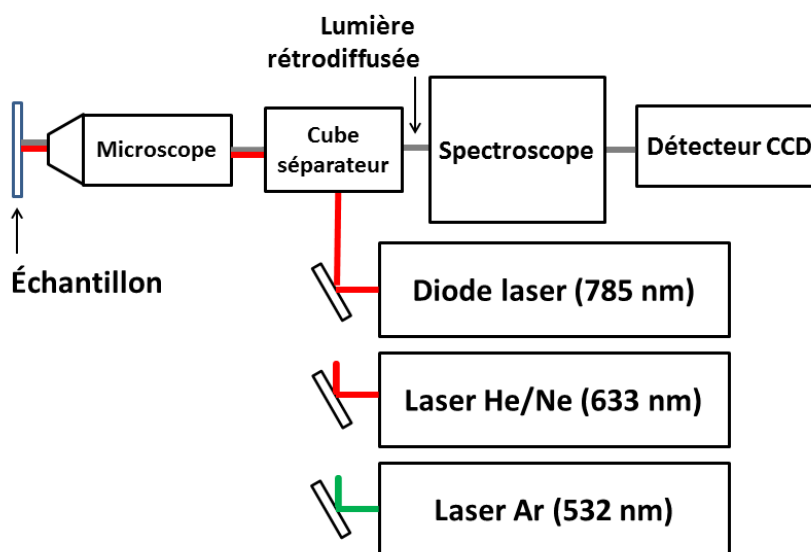 Lumière
rétrodiffusée
Microscope
Cube
séparateur
Spectroscope
Détecteur CCD
Échantillon
Diode laser (785 nm)
Laser He/Ne (633 nm)
Laser Ar (532 nm)